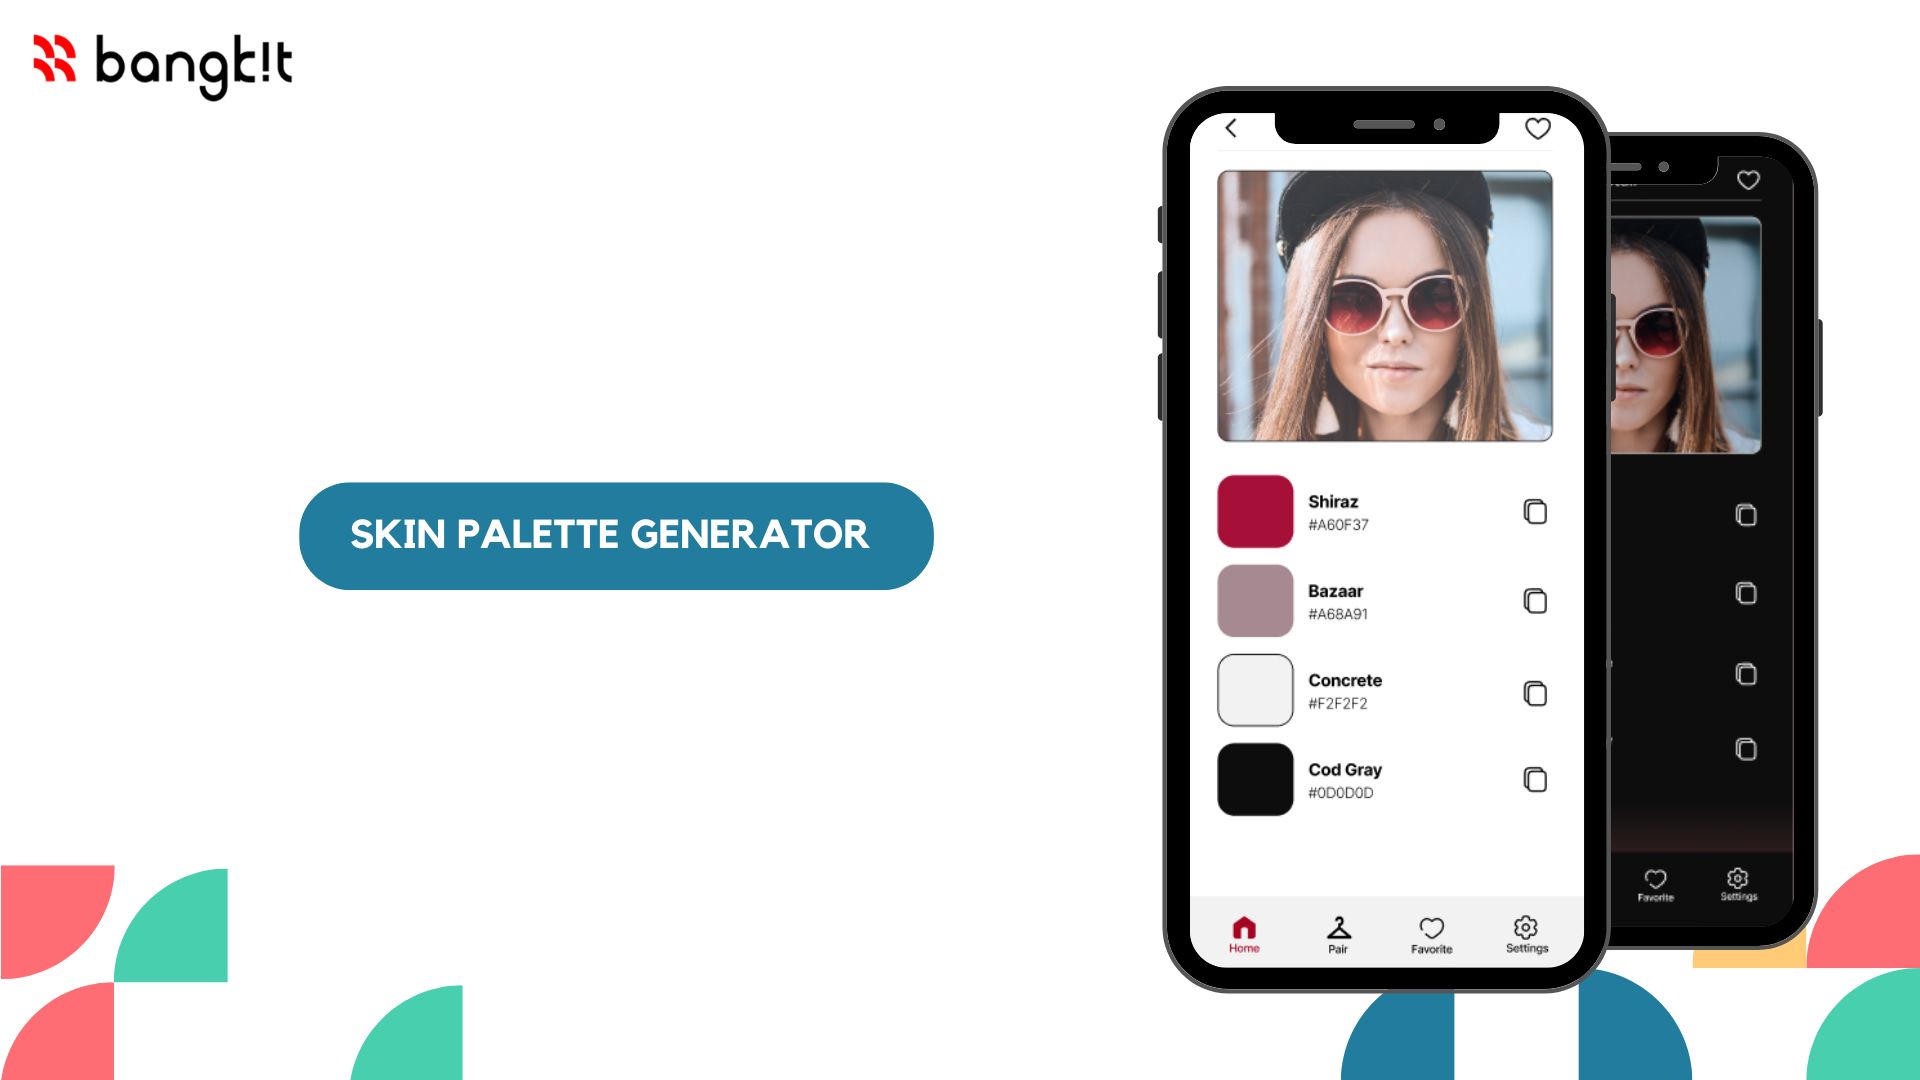 bangk!t
SKIN PALETTE GENERATOR
Shiraz
#A60F37
Bazaar
#A68A91
Concrete
#F2F2F2
Cod Gray
#0D0D0D
Home
Pair
Favorite
Settings
Favorite
Settings